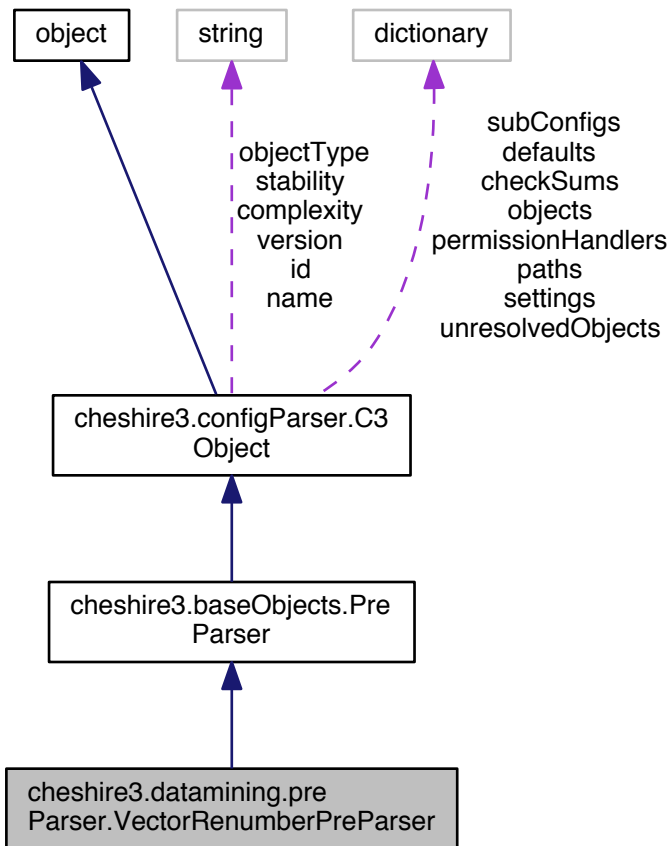 object
string
dictionary
objectType
stability
complexity
version
id
name
subConfigs
defaults
checkSums
objects
permissionHandlers
paths
settings
unresolvedObjects
cheshire3.configParser.C3
Object
cheshire3.baseObjects.Pre
Parser
cheshire3.datamining.pre
Parser.VectorRenumberPreParser